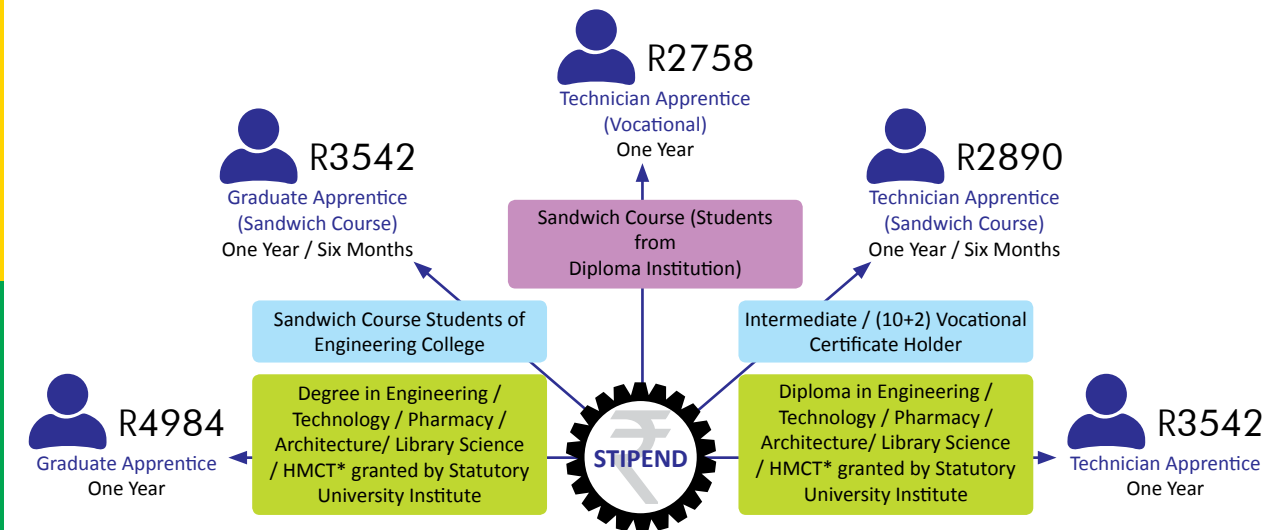 R2758
Technician Apprentice
(Vocational)
One Year
R3542
Graduate Apprentice
(Sandwich Course)
One Year / Six Months
R2890
Technician Apprentice
(Sandwich Course)
One Year / Six Months
Sandwich Course (Students
from
Diploma Institution)
Sandwich Course Students of
Engineering College
Intermediate / (10+2) Vocational
Certificate Holder
R4984
Graduate Apprentice
One Year
Degree in Engineering /
Technology / Pharmacy /
Architecture/ Library Science
/ HMCT* granted by Statutory
University Institute
₹
STIPEND
Diploma in Engineering /
Technology / Pharmacy /
Architecture/ Library Science
/ HMCT* granted by Statutory
University Institute
R3542
Technician Apprentice
One Year